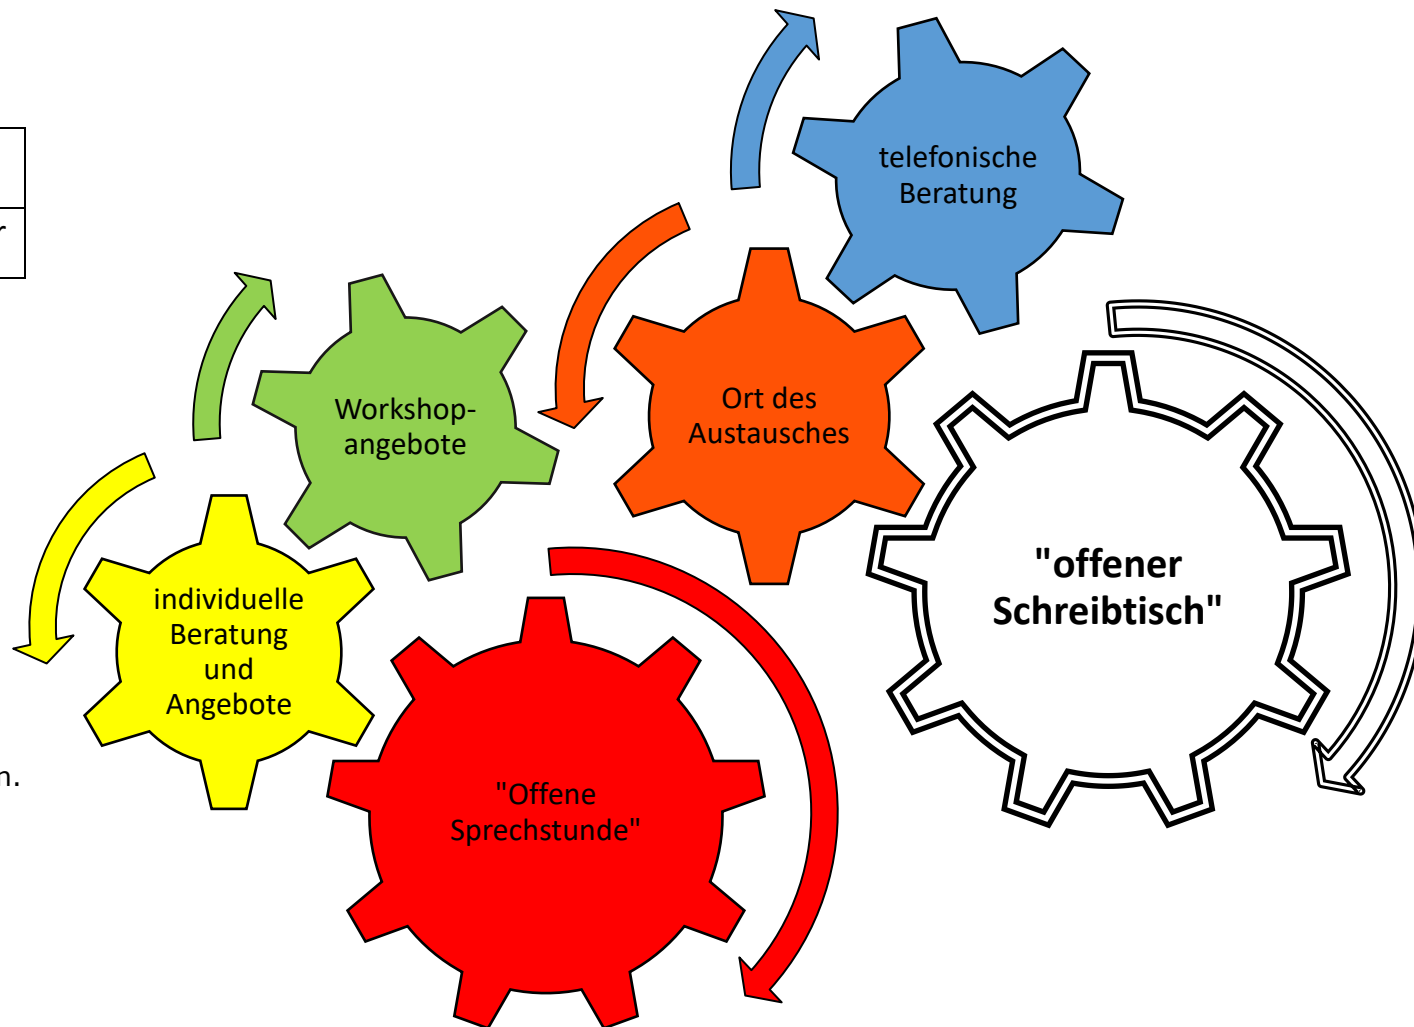 telefonische
Beratung
r
Workshop-
angebote
Ort des
Austausches
"offener
Schreibtisch"
individuelle
Beratung
und
Angebote
n.
"Offene
Sprechstunde"